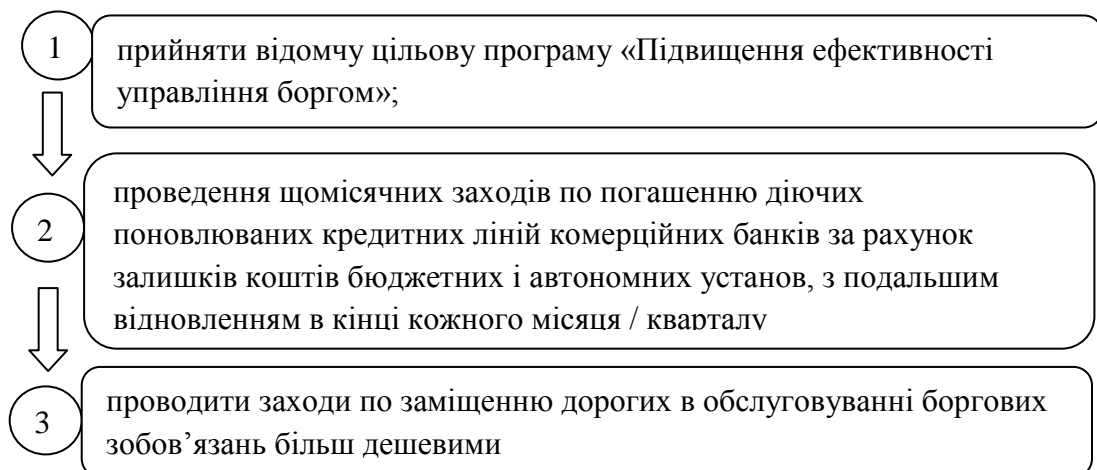 1
прийняти відомчу цільову програму «Підвищення ефективності
управління боргом»;
2
проведення щомісячних заходів по погашенню діючих
поновлюваних кредитних ліній комерційних банків за рахунок
залишків коштів бюджетних і автономних установ, з подальшим
відновленням в кінці кожного місяця / кварталу
3
проводити заходи по заміщенню дорогих в обслуговуванні боргових
зобов’язань більш дешевими